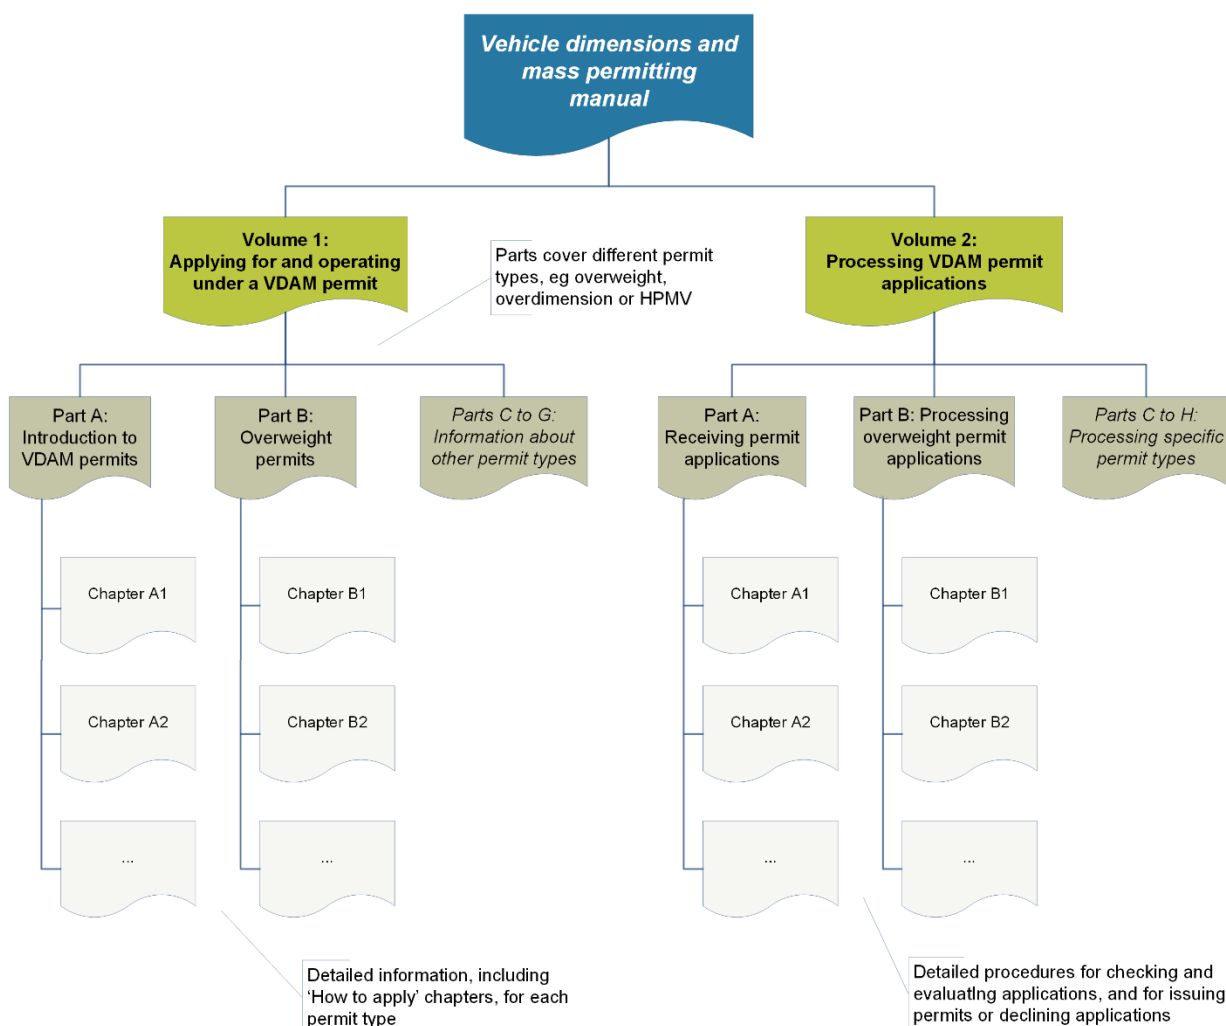 Vehicle dimensions and
mass permitting
manual
Volume 1:
Applying for and operating
under a VDAM permit
Parts cover different permit
types, eg overweight,
overdimension or HPMV
Volume 2:
Processing VDAM permit
applications
Part A:
Introduction to
VDAM permits
Part B:
Overweight
permits
Parts C to G:
Information about
other permit types
Part A:
Receiving permit
applications
Part B: Processing
overweight permit
applications
Parts C to H:
Processing specific
permit types
Chapter A1
Chapter B1
Chapter A1
Chapter B1
Chapter A2
Chapter B2
Chapter A2
Chapter B2
...
...
...
...
Detailed information, including
‘How to apply’ chapters, for each
permit type
Detailed procedures for checking and
evaluating applications, and for issuing
permits or declining applications